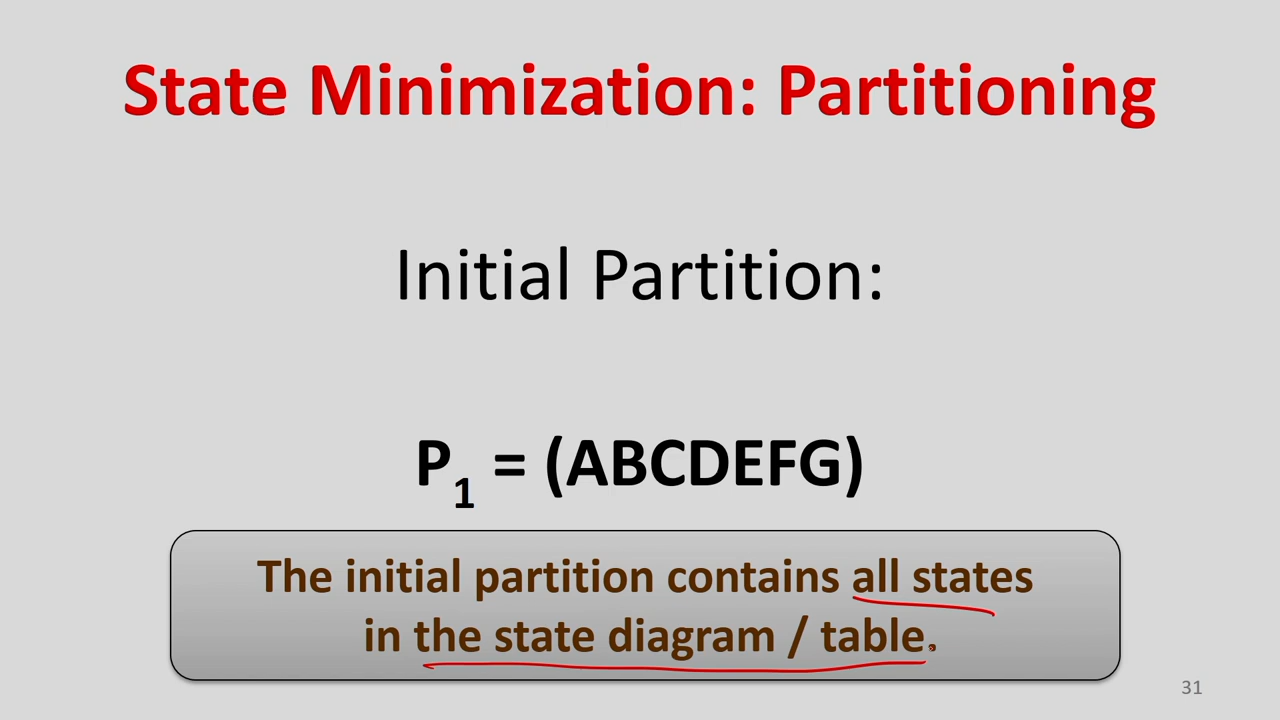 State Minimization: Partitioning
Initial Partition:
P1 = (ABCDEFG)
The initial partition contains all states
in the state diagram / table.
31